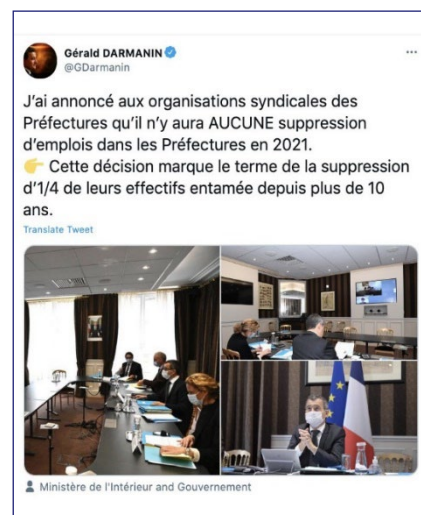 Gérald DARMANIN
@GDarmanin
J'ai annoncé aux organisations syndicales des
Préfectures qu'il n'y aura AUCUNE suppression
d'emplois dans les Préfectures en 2021.
👉 Cette décision marque le terme de la suppression
d'1/4 de leurs effectifs entamée depuis plus de 10
ans.
Translate Tweet
Ministère de l'Intérieur and Gouvernement